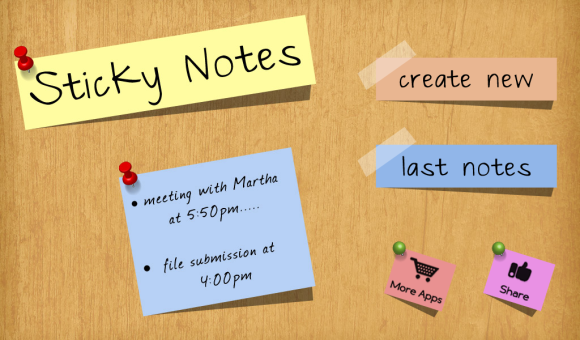 Sticky Notes
create new
last notes
• meeting with Martha
at 5:50pm.....
• file submission at
4:00pm
More Apps
Share